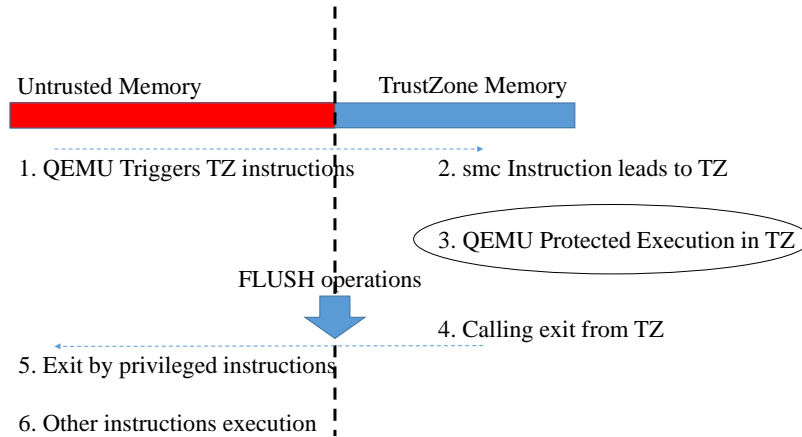 Untrusted Memory
TrustZone Memory
1. QEMU Triggers TZ instructions
2. smc Instruction leads to TZ
3. QEMU Protected Execution in TZ
FLUSH operations
4. Calling exit from TZ
5. Exit by privileged instructions
6. Other instructions execution